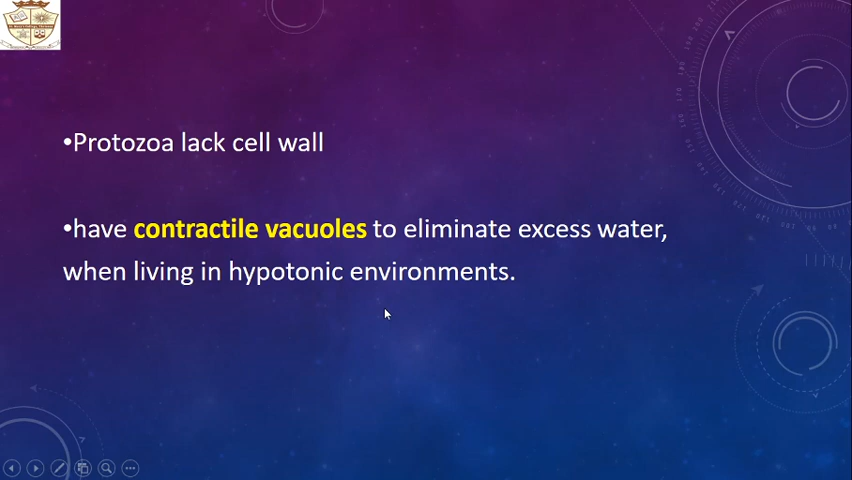 •Protozoa lack cell wall
•have contractile vacuoles to eliminate excess water,
when living in hypotonic environments.